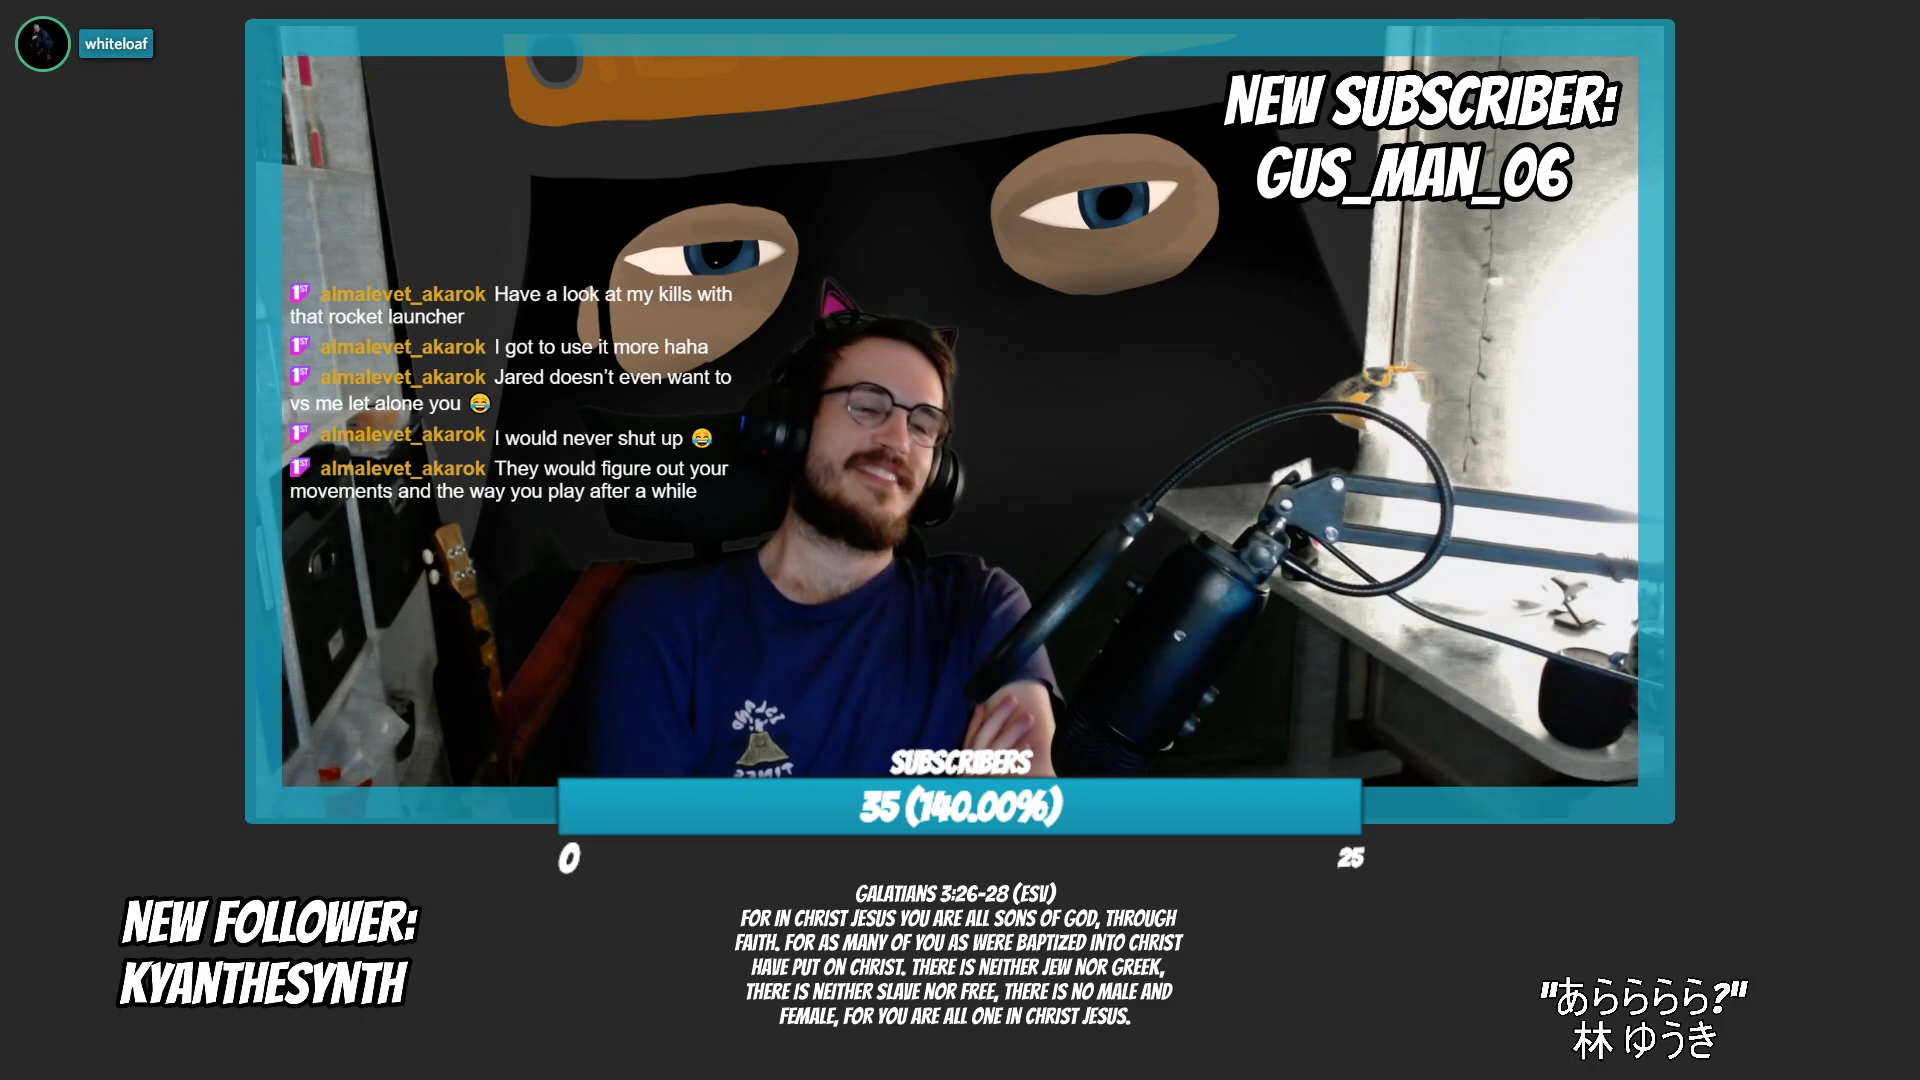 whiteloaf
NEW SUBSCRIBER:
GUS_MAN_06
1ST almalevet_akarok Have a look at my kills with
that rocket launcher
1ST almalevet_akarok I got to use it more haha
1ST almalevet_akarok Jared doesn’t even want to
vs me let alone you 😂
1ST almalevet_akarok I would never shut up 😂
1ST almalevet_akarok They would figure out your
movements and the way you play after a while
SUBSCRIBERS
35 (140.00%)
0
25
NEW FOLLOWER:
KYANTHESYNTH
GALATIANS 3:26-28 (ESV)
FOR IN CHRIST JESUS YOU ARE ALL SONS OF GOD, THROUGH
FAITH. FOR AS MANY OF YOU AS WERE BAPTIZED INTO CHRIST
HAVE PUT ON CHRIST. THERE IS NEITHER JEW NOR GREEK,
THERE IS NEITHER SLAVE NOR FREE, THERE IS NO MALE AND
FEMALE, FOR YOU ARE ALL ONE IN CHRIST JESUS.
"あらららら?"
林 ゆうき